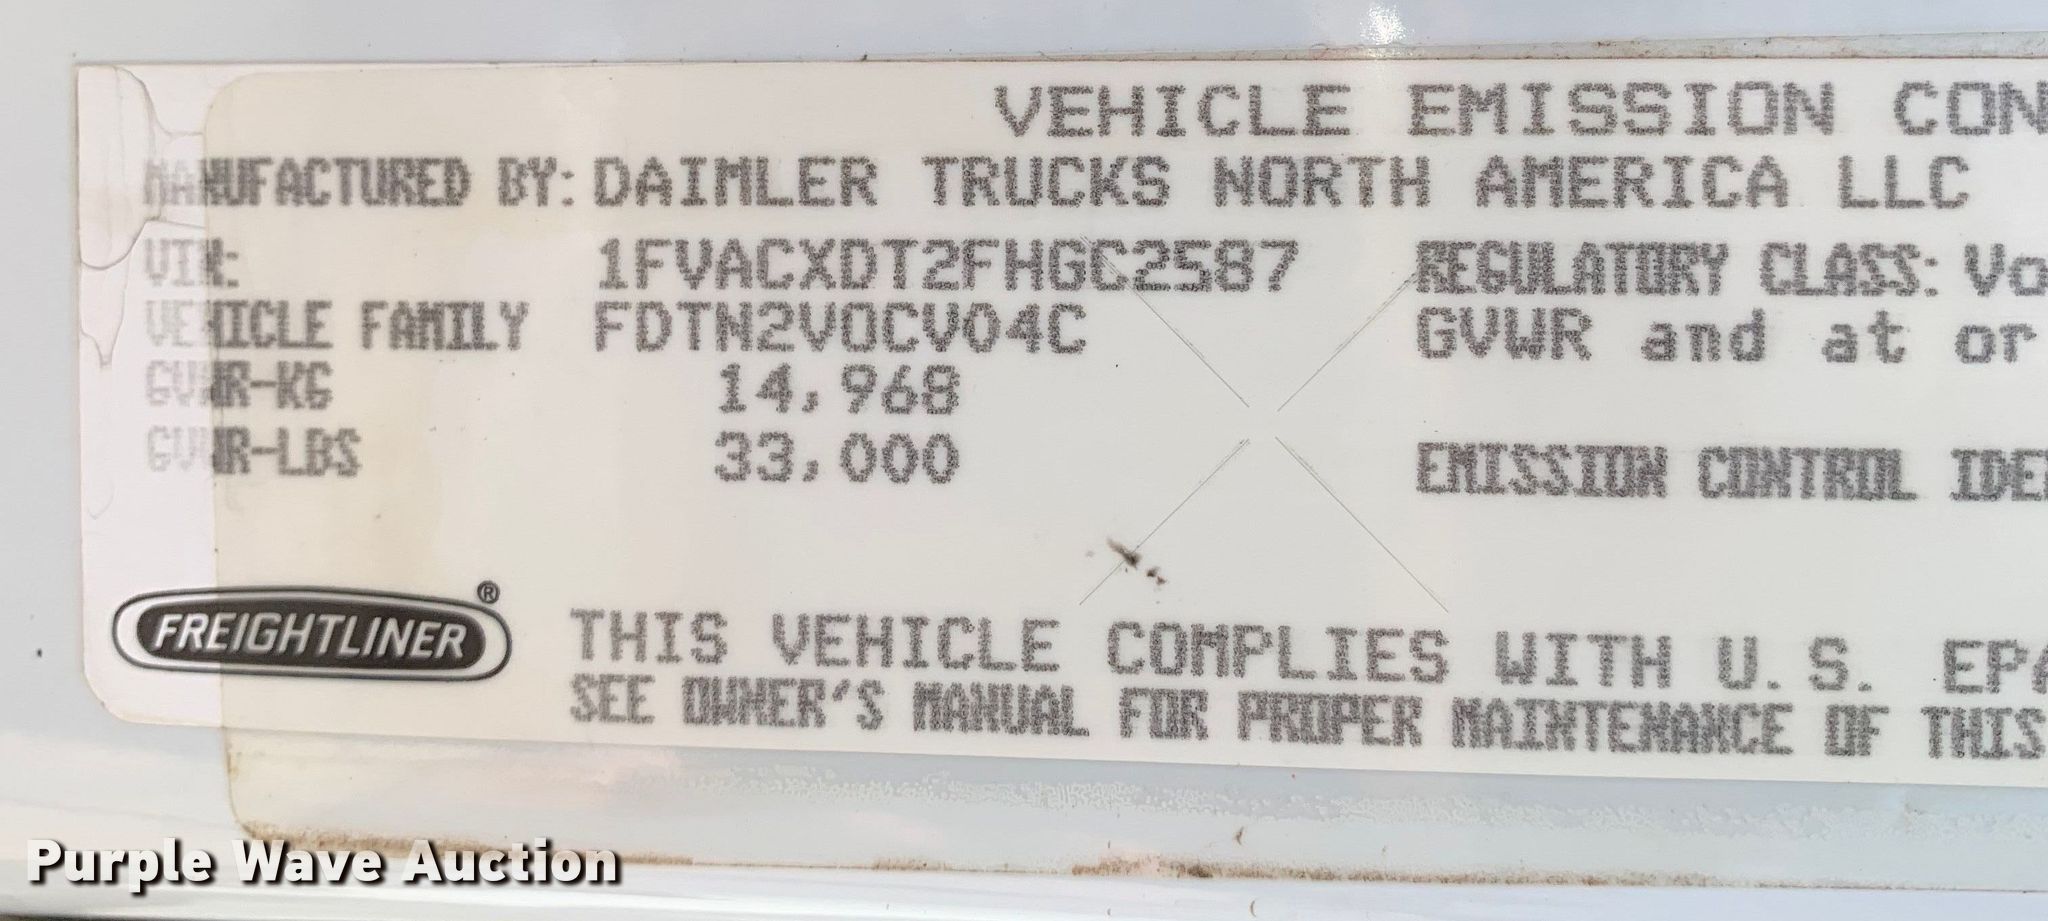 VEHICLE EMISSION CON
MANUFACTURED BY: DAIMLER TRUCKS NORTH AMERICA LLC
VIN: 1FVACXDT2FHGC2587 REGULATORY CLASS: Vo
VEHICLE FAMILY FDTN2VOCV04C GVWR and at or
GVWR-KG 14,968
GVWR-LBS 33,000 EMISSION CONTROL IDE
FREIGHTLINER®
THIS VEHICLE COMPLIES WITH U.S. EPA
SEE OWNER'S MANUAL FOR PROPER MAINTENANCE OF THIS
Purple Wave Auction